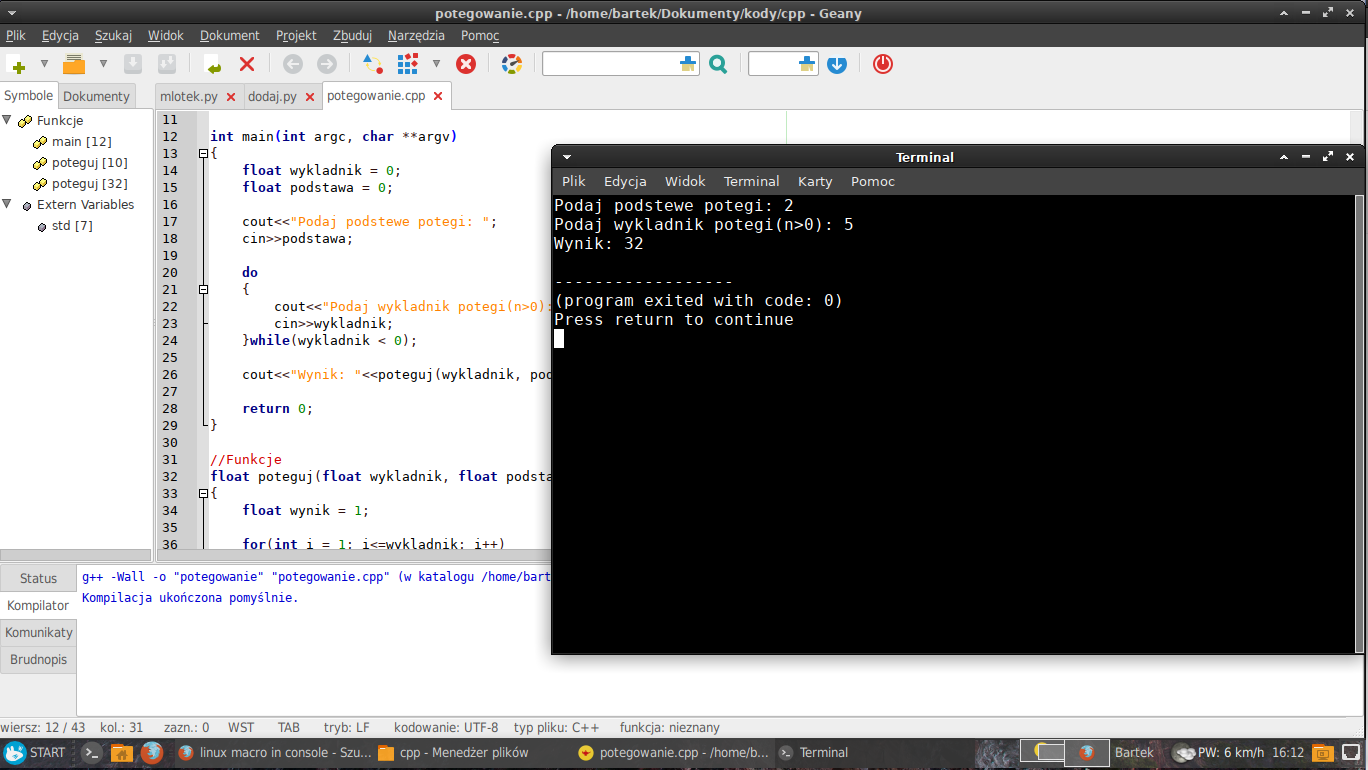 potegowanie.cpp - /home/bartek/Dokumenty/kody/cpp - Geany
Plik Edycja Szukaj Widok Dokument Projekt Zbuduj Narzędzia Pomoc
Symbole Dokumenty mlotek.py dodaj.py potegowanie.cpp
Funkcje
main [12]
poteguj [10]
poteguj [32]
Extern Variables
std [7]
11
12 int main(int argc, char **argv)
13 {
14 float wykladnik = 0;
15 float podstawa = 0;
16
17 cout<<"Podaj podstewe potegi: ";
18 cin>>podstawa;
19
20 do
21 {
22 cout<<"Podaj wykladnik potegi(n>0):
23 cin>>wykladnik;
24 }while(wykladnik < 0);
25
26 cout<<"Wynik: "<<poteguj(wykladnik, pod
27
28 return 0;
29 }
30
31 //Funkcje
32 float poteguj(float wykladnik, float podsta
33 {
34 float wynik = 1;
35
36 for(int i = 1; i<=wykladnik; i++)
Terminal
Plik Edycja Widok Terminal Karty Pomoc
Podaj podstewe potegi: 2
Podaj wykladnik potegi(n>0): 5
Wynik: 32
------------------
(program exited with code: 0)
Press return to continue
Status
Kompilator
Komunikaty
Brudnopis
g++ -Wall -o "potegowanie" "potegowanie.cpp" (w katalogu /home/bart
Kompilacja ukończona pomyślnie.
wiersz: 12 / 43 kol.: 31 zazn.: 0 WST TAB tryb: LF kodowanie: UTF-8 typ pliku: C++ funkcja: nieznany
START linux macro in console - Szu... cpp - Menedżer plików potegowanie.cpp - /home/b... Terminal Bartek PW: 6 km/h 16:12